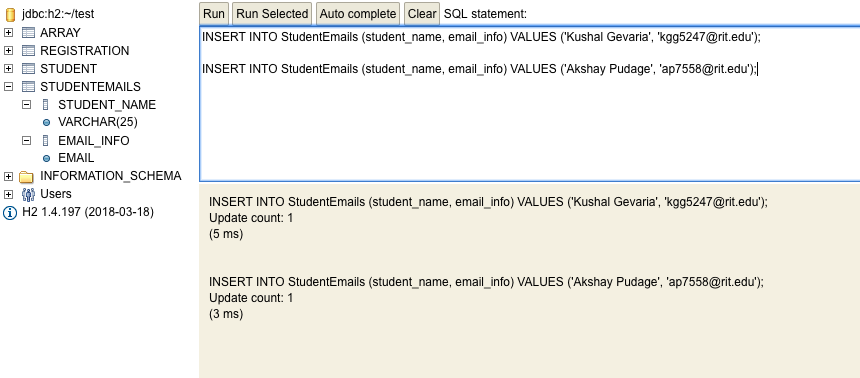 jdbc:h2:~/test
ARRAY
REGISTRATION
STUDENT
STUDENTEMAILS
STUDENT_NAME
VARCHAR(25)
EMAIL_INFO
EMAIL
INFORMATION_SCHEMA
Users
H2 1.4.197 (2018-03-18)
Run Run Selected Auto complete Clear SQL statement:
INSERT INTO StudentEmails (student_name, email_info) VALUES ('Kushal Gevaria', 'kgg5247@rit.edu');
INSERT INTO StudentEmails (student_name, email_info) VALUES ('Akshay Pudage', 'ap7558@rit.edu');
INSERT INTO StudentEmails (student_name, email_info) VALUES ('Kushal Gevaria', 'kgg5247@rit.edu');
Update count: 1
(5 ms)
INSERT INTO StudentEmails (student_name, email_info) VALUES ('Akshay Pudage', 'ap7558@rit.edu');
Update count: 1
(3 ms)